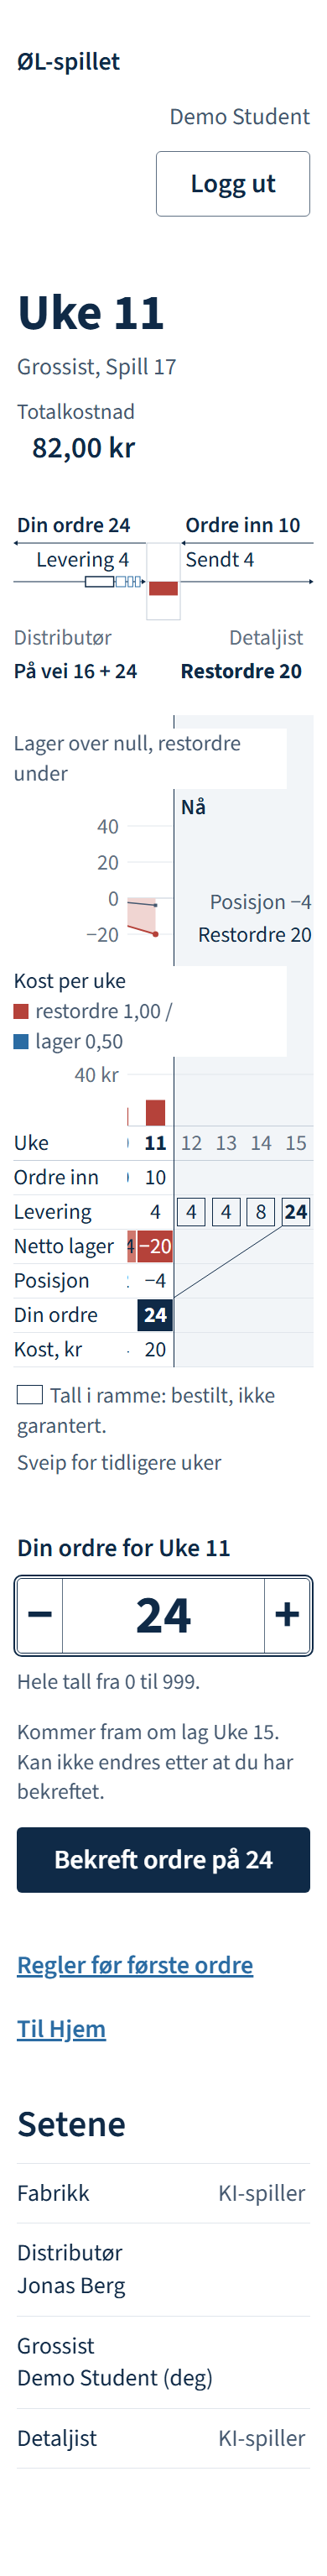 ØL-spillet
Demo Student
Logg ut
Uke 11
Grossist, Spill 17
Totalkostnad
82,00 kr
Din ordre 24 Ordre inn 10
Levering 4 Sendt 4
Distributør Detaljist
På vei 16 + 24 Restordre 20
Lager over null, restordre
under
Nå
40
20
0
Posisjon −4
−20 Restordre 20
Kost per uke
restordre 1,00 /
lager 0,50
40 kr
Uke 11 12 13 14 15
Ordre inn 10
Levering 4 4 4 8 24
Netto lager −20
Posisjon −4
Din ordre 24
Kost, kr 20
Tall i ramme: bestilt, ikke
garantert.
Sveip for tidligere uker
Din ordre for Uke 11
− 24 +
Hele tall fra 0 til 999.
Kommer fram om lag Uke 15.
Kan ikke endres etter at du har
bekreftet.
Bekreft ordre på 24
Regler før første ordre
Til Hjem
Setene
Fabrikk KI-spiller
Distributør
Jonas Berg
Grossist
Demo Student (deg)
Detaljist KI-spiller